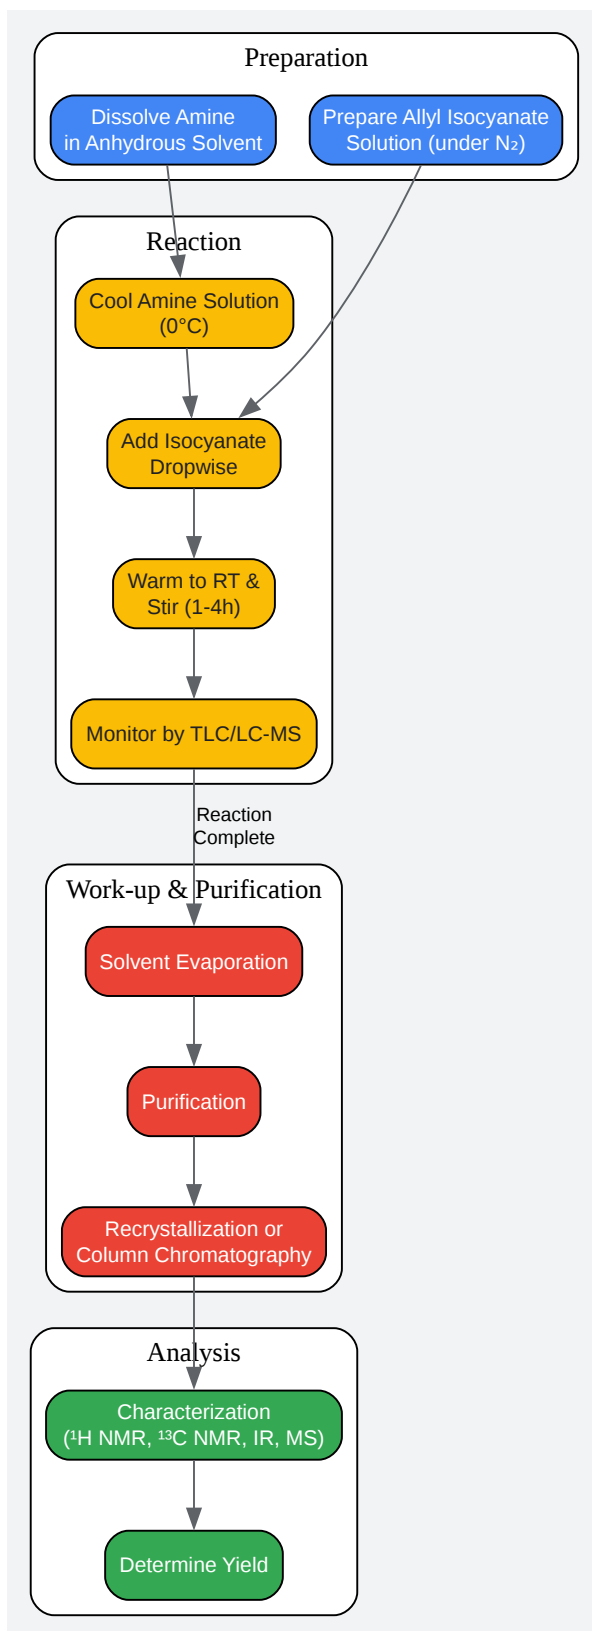 Preparation
Dissolve Amine
in Anhydrous Solvent
Prepare Allyl Isocyanate
Solution (under N₂)
Reaction
Cool Amine Solution
(0°C)
Add Isocyanate
Dropwise
Warm to RT &
Stir (1-4h)
Monitor by TLC/LC-MS
Reaction
Complete
Work-up & Purification
Solvent Evaporation
Purification
Recrystallization or
Column Chromatography
Analysis
Characterization
(¹H NMR, ¹³C NMR, IR, MS)
Determine Yield